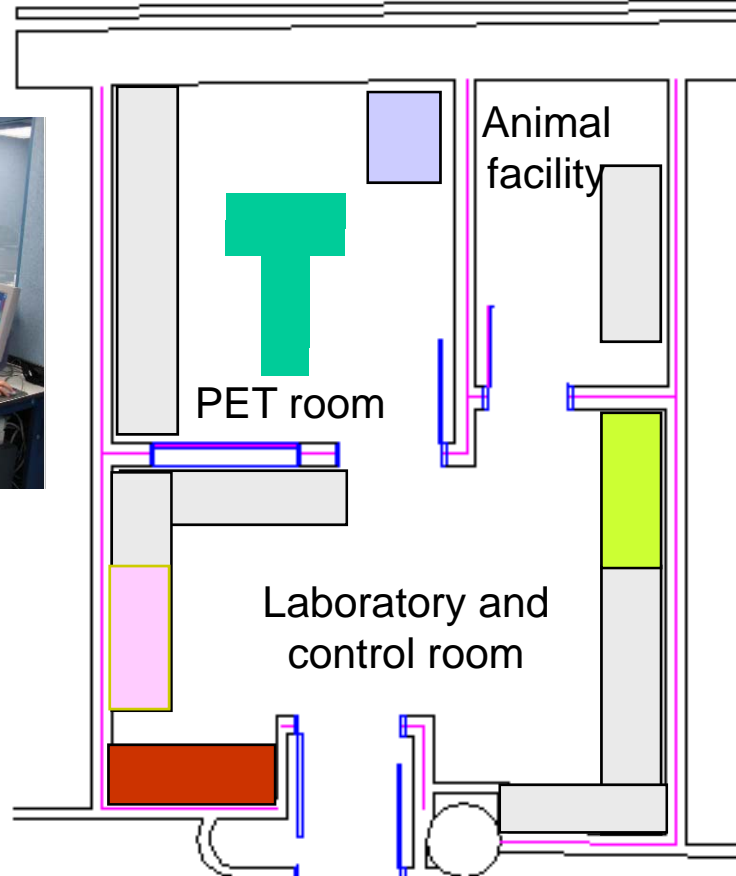 Animal
facility
PET room
Laboratory and
control room